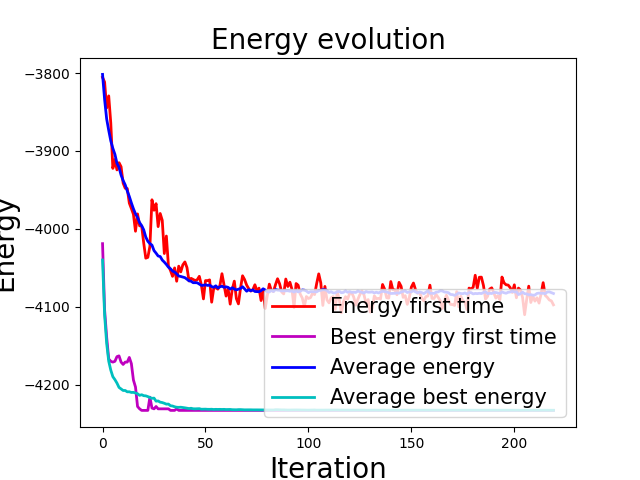 Energy evolution
Energy
−3800
−3900
−4000
−4100
−4200
0
50
100
150
200
Iteration
Energy first time
Best energy first time
Average energy
Average best energy